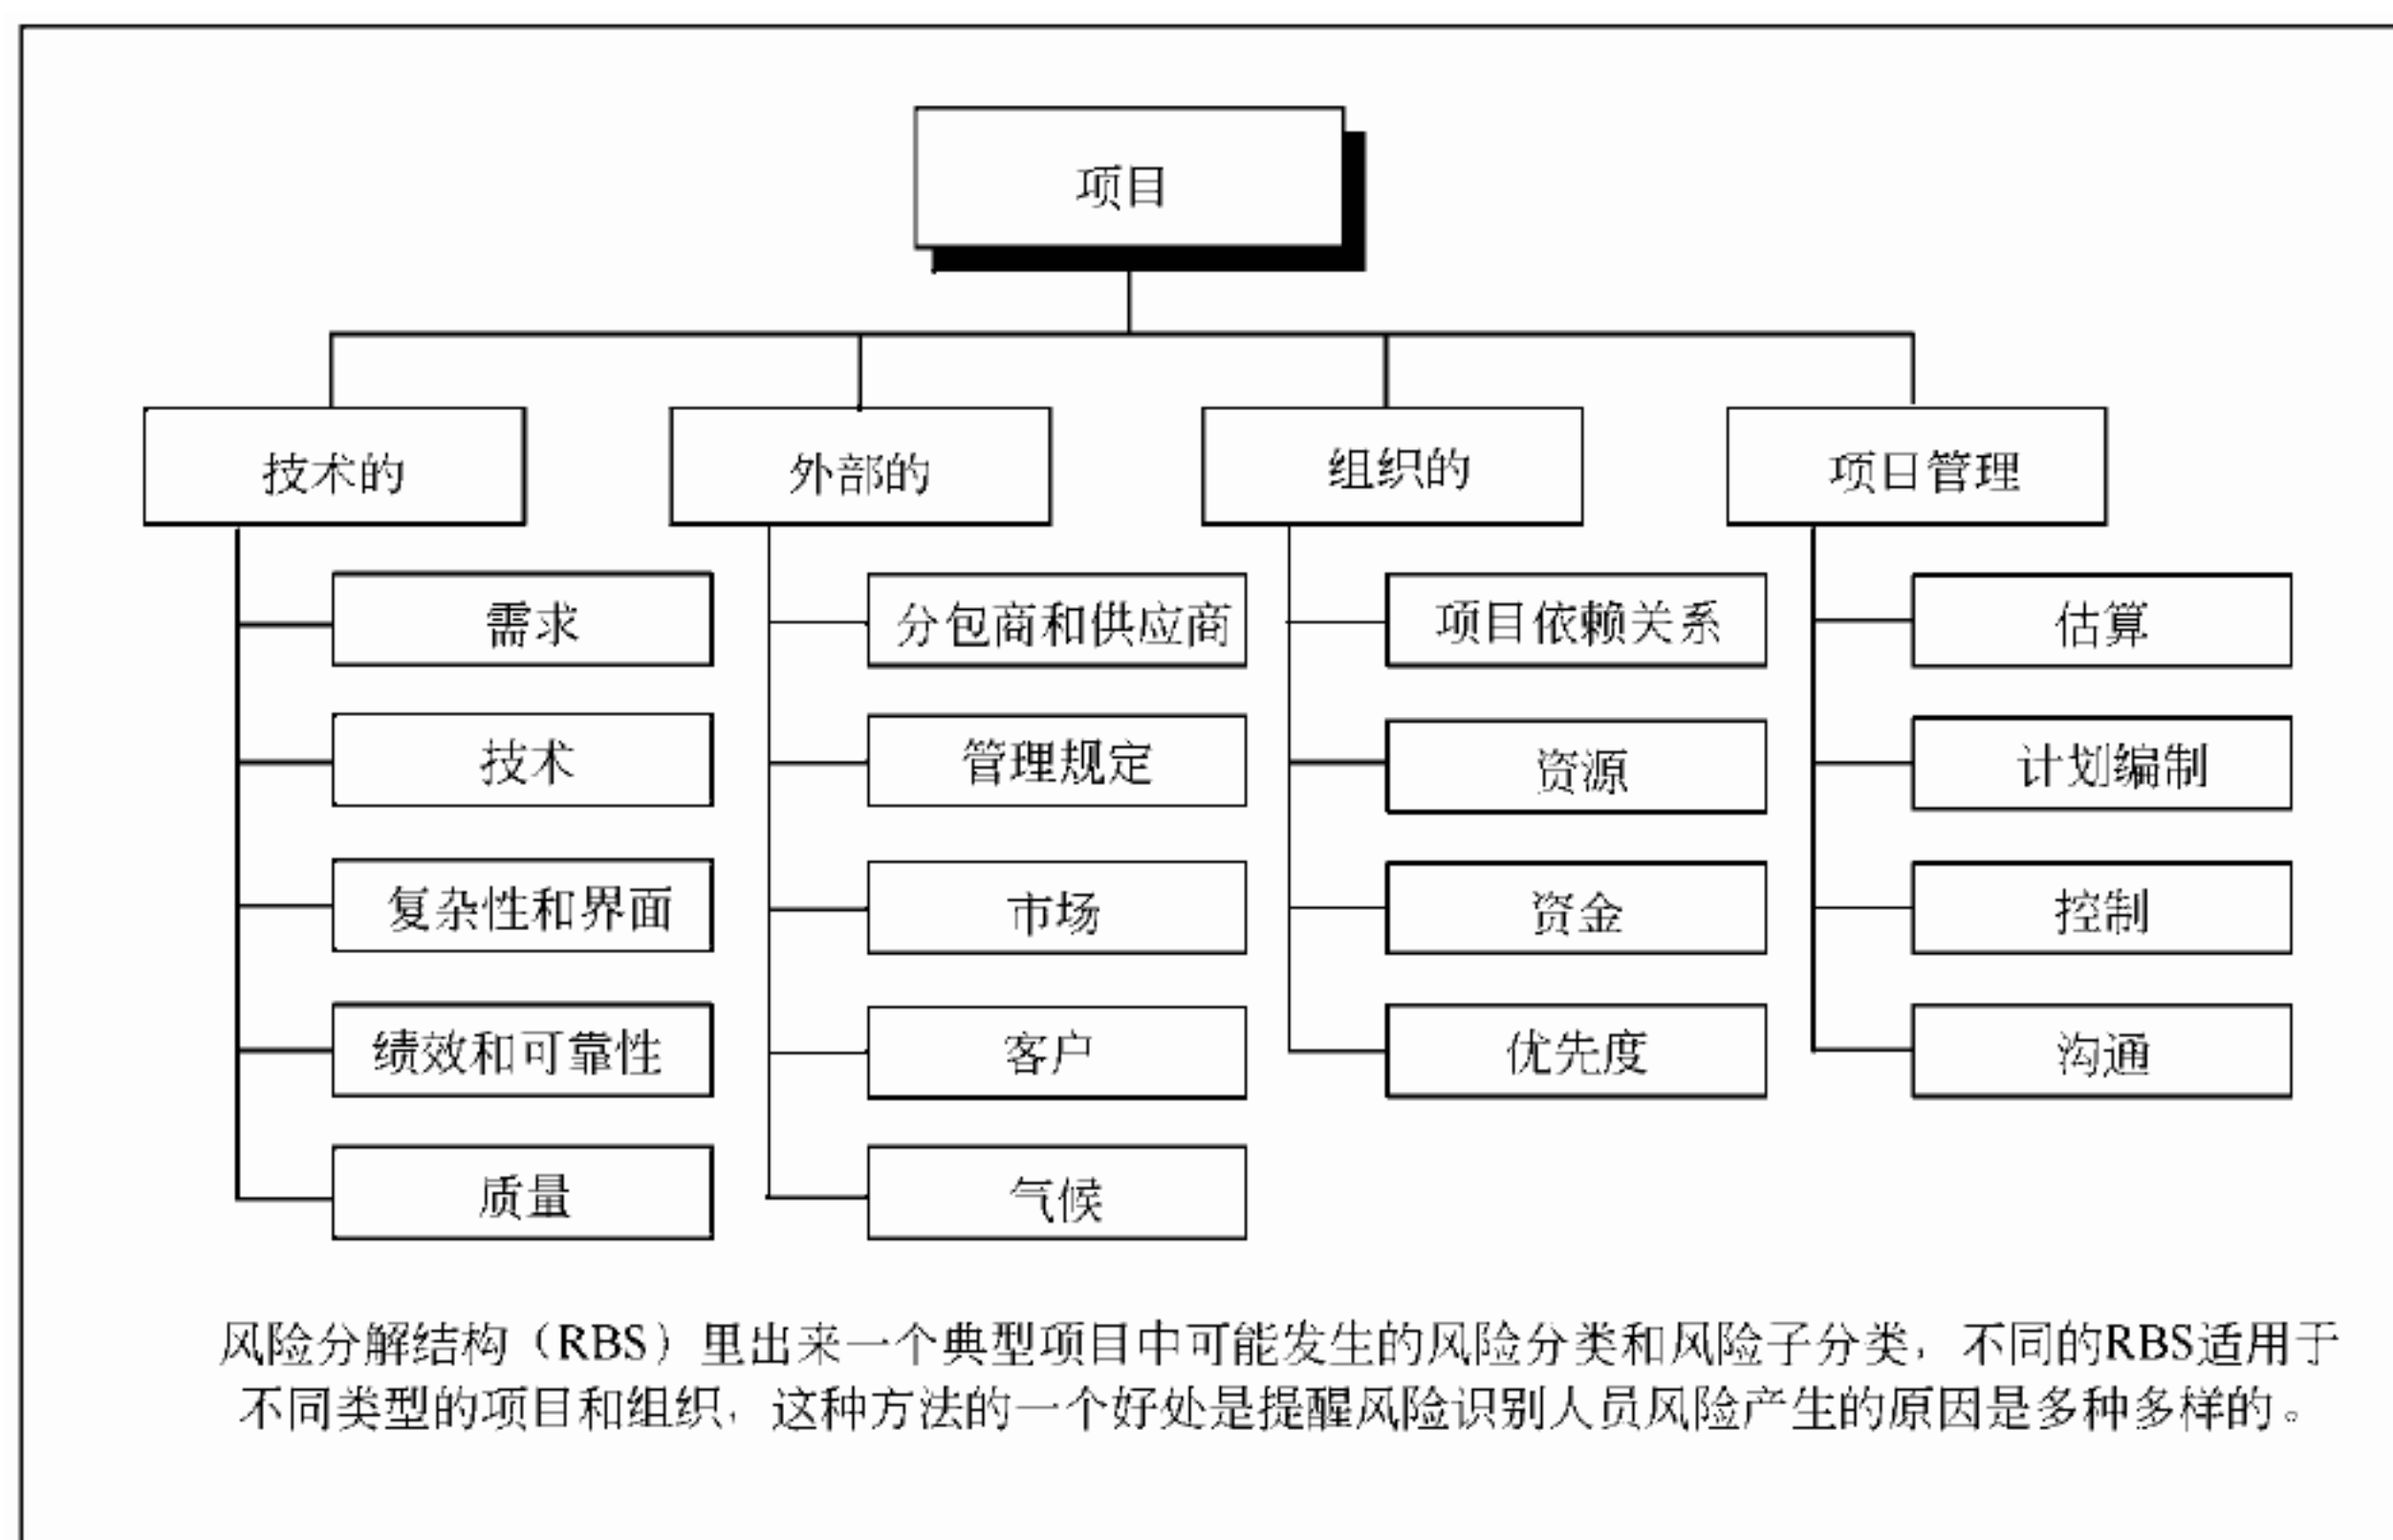 项目
技术的
外部的
组织的
项目管理
需求
分包商和供应商
项目依赖关系
估算
技术
管理规定
资源
计划编制
复杂性和界面
市场
资金
控制
绩效和可靠性
客户
优先度
沟通
质量
气候
风险分解结构（RBS）里出来一个典型项目中可能发生的风险分类和风险子分类，不同的RBS适用于
不同类型的项目和组织，这种方法的一个好处是提醒风险识别人员风险产生的原因是多种多样的。